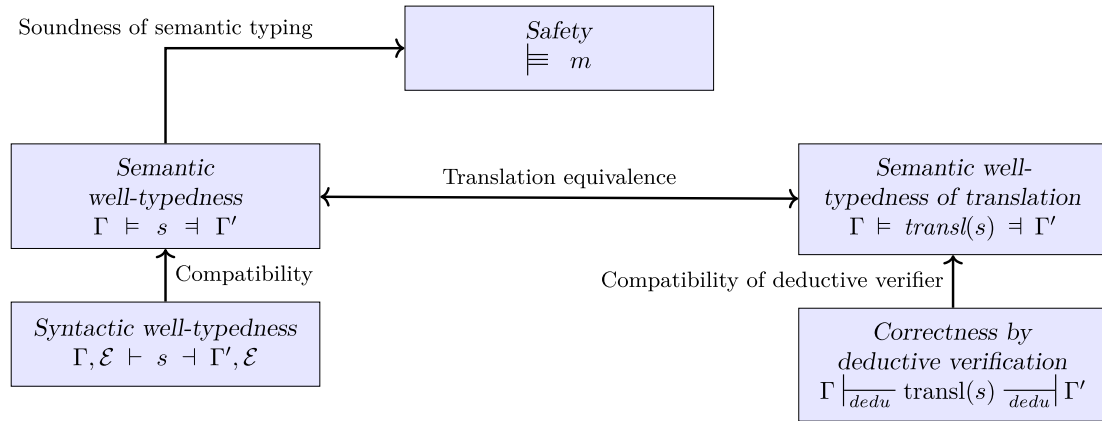 Soundness of semantic typing
Safety
|≡ m
Semantic
well-typedness
Γ ⊨ s ⫤ Γ′
Translation equivalence
Semantic well-
typedness of translation
Γ ⊨ transl(s) ⫤ Γ′
Compatibility
Compatibility of deductive verifier
Syntactic well-typedness
Γ, ℰ ⊢ s ⊣ Γ′, ℰ
Correctness by
deductive verification
Γ ⊢dedu transl(s) dedu⊣ Γ′